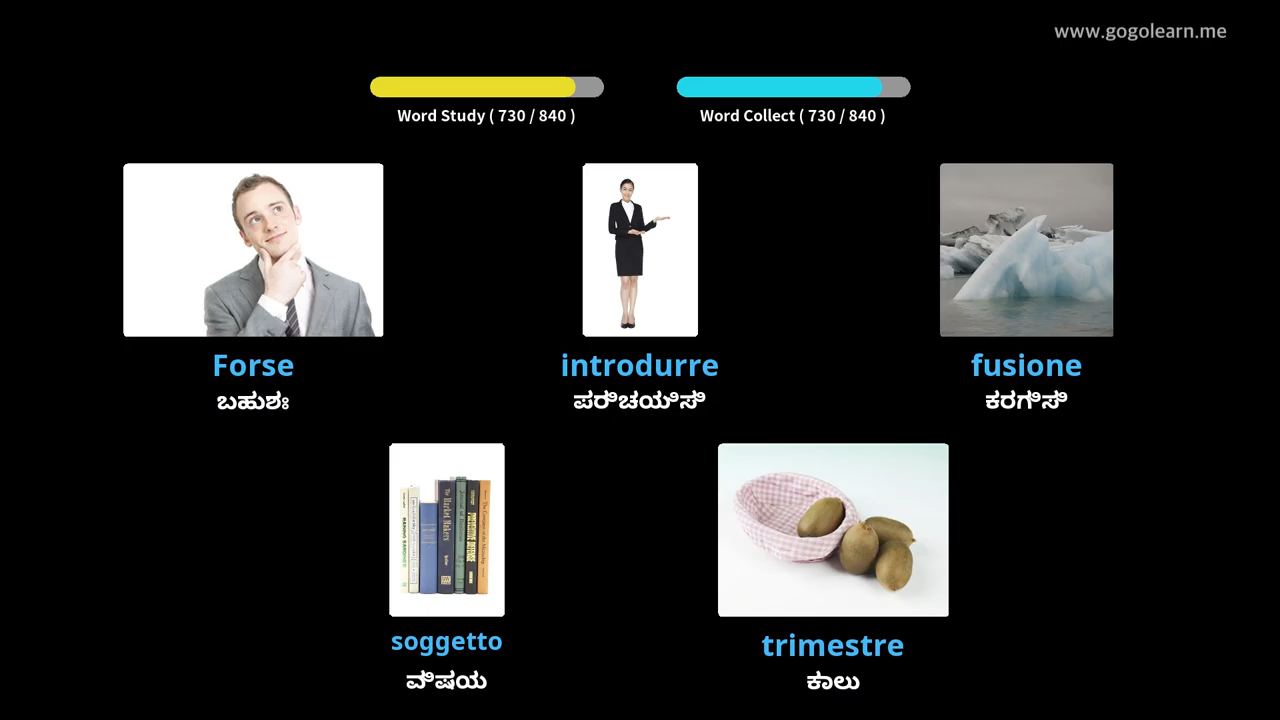 www.gogolearn.me
Word Study ( 730 / 840 )
Word Collect ( 730 / 840 )
Forse
ಬಹುಶಃ
introdurre
ಪರಿಚಯಿಸಿ
fusione
ಕರಗಿಸಿ
soggetto
ವಿಷಯ
trimestre
ಕಾಲು